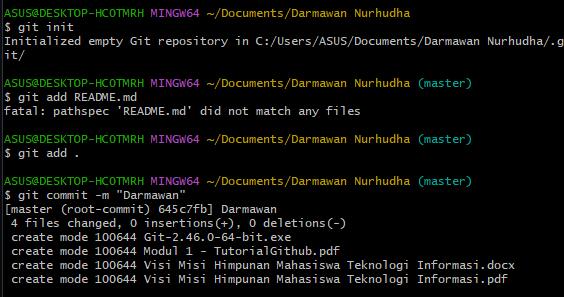 ASUS@DESKTOP-HCOTMRH MINGW64 ~/Documents/Darmawan Nurhudha
$ git init
Initialized empty Git repository in C:/Users/ASUS/Documents/Darmawan Nurhudha/.g
it/
ASUS@DESKTOP-HCOTMRH MINGW64 ~/Documents/Darmawan Nurhudha (master)
$ git add README.md
fatal: pathspec 'README.md' did not match any files
ASUS@DESKTOP-HCOTMRH MINGW64 ~/Documents/Darmawan Nurhudha (master)
$ git add .
ASUS@DESKTOP-HCOTMRH MINGW64 ~/Documents/Darmawan Nurhudha (master)
$ git commit -m "Darmawan"
[master (root-commit) 645c7fb] Darmawan
 4 files changed, 0 insertions(+), 0 deletions(-)
 create mode 100644 Git-2.46.0-64-bit.exe
 create mode 100644 Modul 1 - TutorialGithub.pdf
 create mode 100644 Visi Misi Himpunan Mahasiswa Teknologi Informasi.docx
 create mode 100644 Visi Misi Himpunan Mahasiswa Teknologi Informasi.pdf